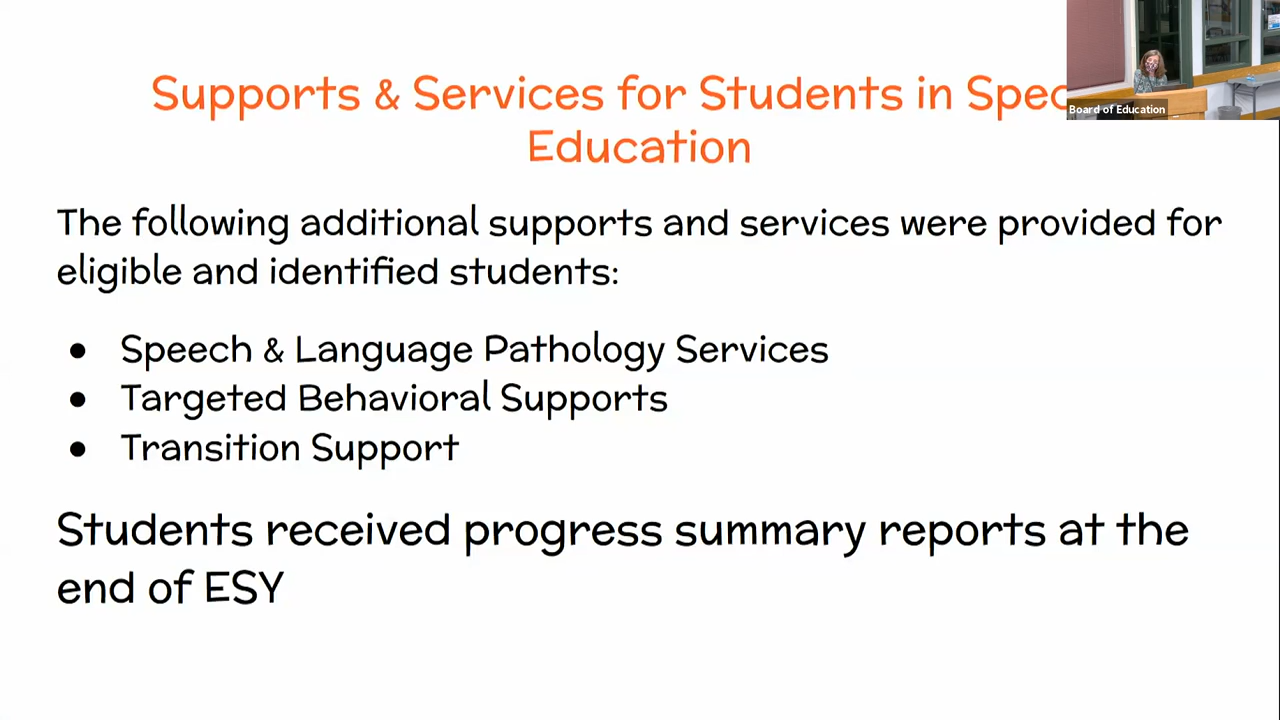 Supports & Services for Students in Spec
Education
Board of Education
The following additional supports and services were provided for
eligible and identified students:
● Speech & Language Pathology Services
● Targeted Behavioral Supports
● Transition Support
Students received progress summary reports at the
end of ESY